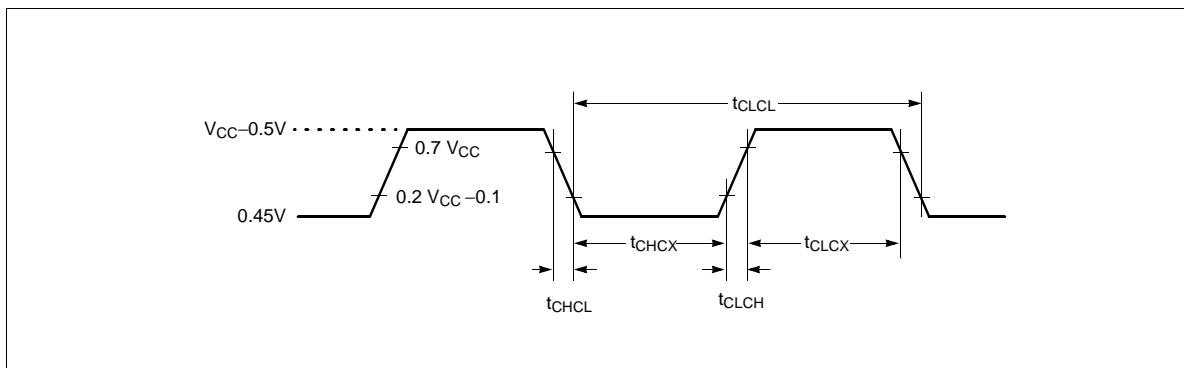 tCLCL
VCC–0.5V
0.7 VCC
0.2 VCC –0.1
0.45V
tCHCX
tCLCX
tCHCL
tCLCH